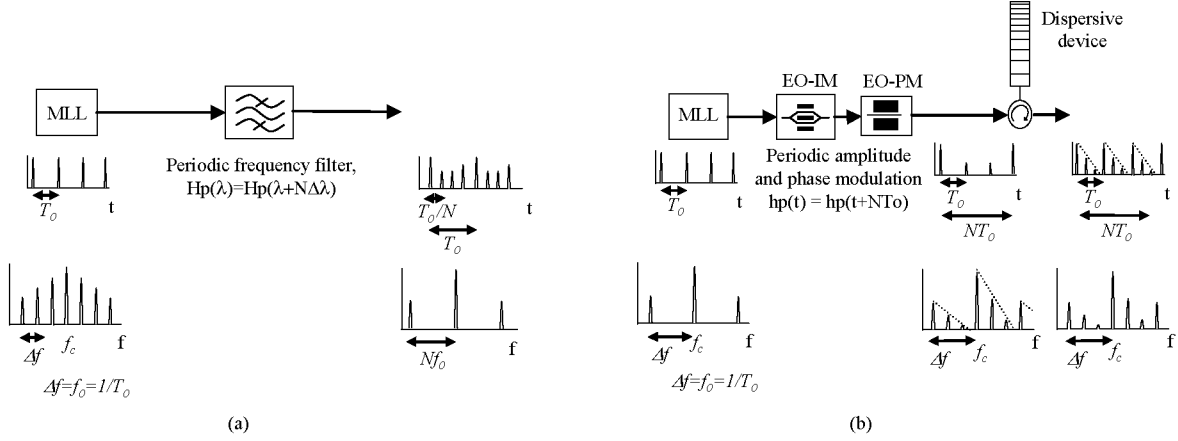 MLL
Periodic frequency filter,
Hp(λ)=Hp(λ+NΔλ)
T0
t
T0/N
T0
t
f
Δf
fc
f
Δf=f0=1/T0
f
Nf0
f
(a)
Dispersive
device
EO-IM
EO-PM
MLL
Periodic amplitude
and phase modulation
hp(t) = hp(t+NTo)
T0
t
T0
t
NT0
T0
t
NT0
f
Δf
fc
f
Δf=f0=1/T0
f
Δf
fc
f
f
Δf
fc
f
(b)